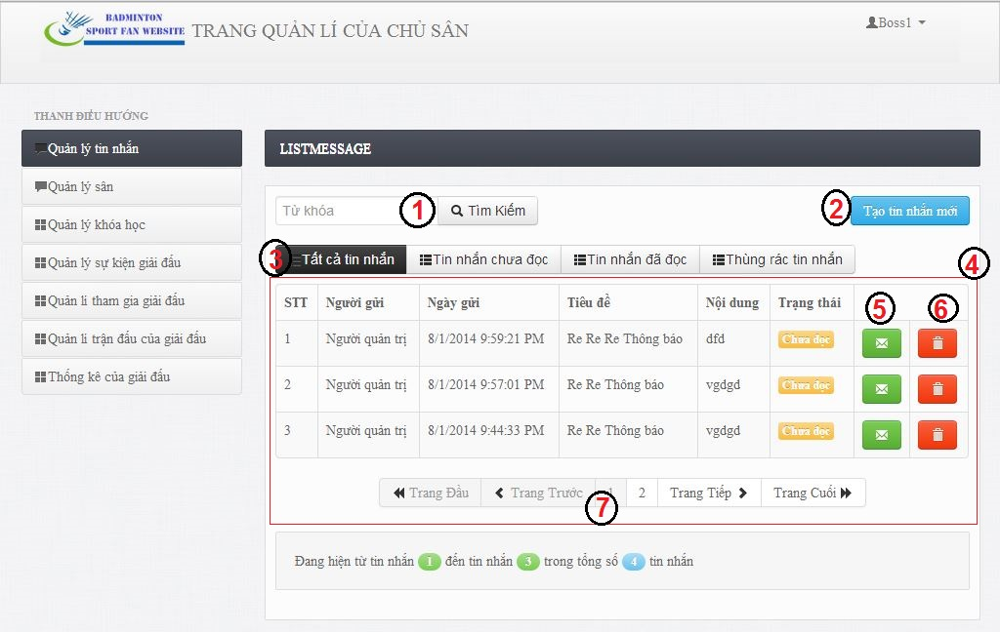 BADMINTON
SPORT FAN WEBSITE
TRANG QUẢN LÍ CỦA CHỦ SÂN
Boss1
THANH ĐIỀU HƯỚNG
Quản lý tin nhắn
Quản lý sân
Quản lý khóa học
Quản lý sự kiện giải đấu
Quản lí tham gia giải đấu
Quản lí trận đấu của giải đấu
Thống kê của giải đấu
LISTMESSAGE
Từ khóa 1 Tìm Kiếm 2 Tạo tin nhắn mới
3 Tất cả tin nhắn Tin nhắn chưa đọc Tin nhắn đã đọc Thùng rác tin nhắn 4
STT Người gửi Ngày gửi Tiêu đề Nội dung Trạng thái 5 6
1 Người quản trị 8/1/2014 9:59:21 PM Re Re Re Thông báo dfd Chưa đọc
2 Người quản trị 8/1/2014 9:57:01 PM Re Re Thông báo vgdgd Chưa đọc
3 Người quản trị 8/1/2014 9:44:33 PM Re Re Thông báo vgdgd Chưa đọc
Trang Đầu Trang Trước 1 2 Trang Tiếp Trang Cuối
7
Đang hiện từ tin nhắn 1 đến tin nhắn 3 trong tổng số 4 tin nhắn